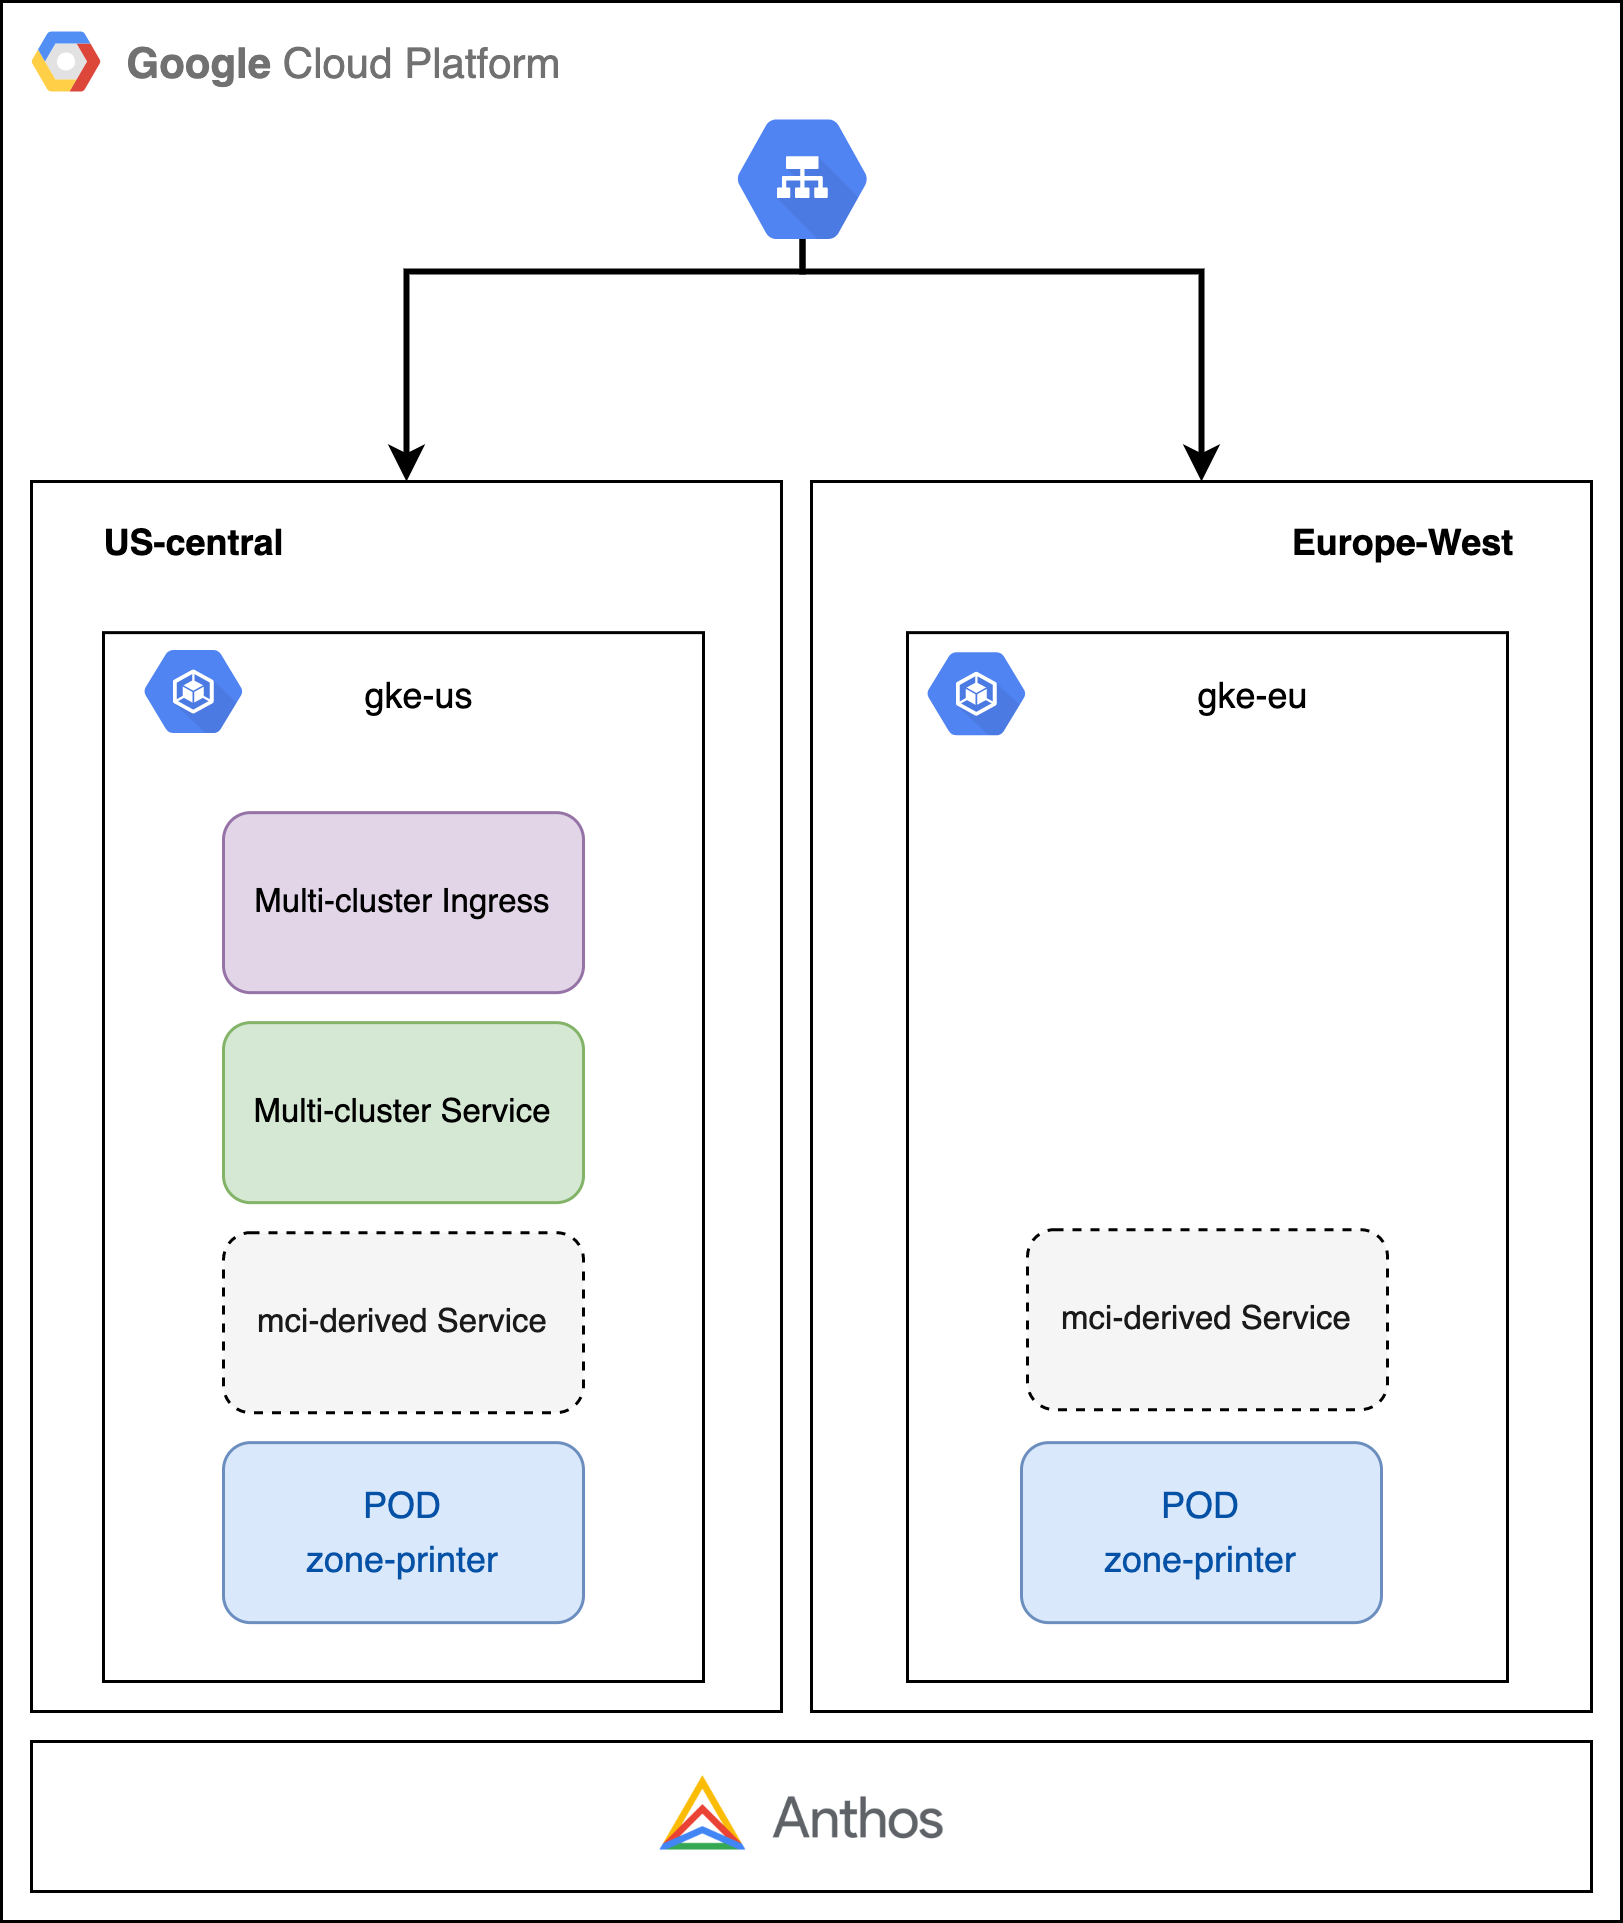 Google Cloud Platform
US-central
Europe-West
gke-us
gke-eu
Multi-cluster Ingress
Multi-cluster Service
mci-derived Service
mci-derived Service
POD
zone-printer
POD
zone-printer
Anthos